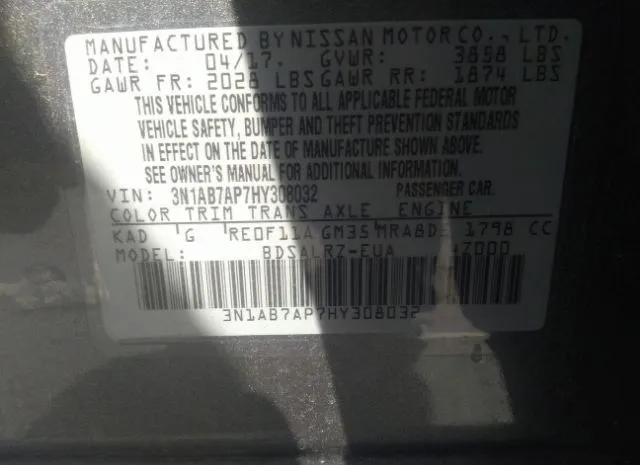 MANUFACTURED BY NISSAN MOTOR CO., LTD.
DATE: 04/17. GVWR: 3858 LBS
GAWR FR: 2028 LBS GAWR RR: 1874 LBS
THIS VEHICLE CONFORMS TO ALL APPLICABLE FEDERAL MOTOR
VEHICLE SAFETY, BUMPER AND THEFT PREVENTION STANDARDS
IN EFFECT ON THE DATE OF MANUFACTURE SHOWN ABOVE.
SEE OWNER'S MANUAL FOR ADDITIONAL INFORMATION.
VIN: 3N1AB7AP7HY308032 PASSENGER CAR.
COLOR TRIM TRANS AXLE ENGINE
KAD G RE0F11A GM35 MRA8DE 1798 CC
MODEL: BDSALRZ-EUA
3N1AB7AP7HY308032